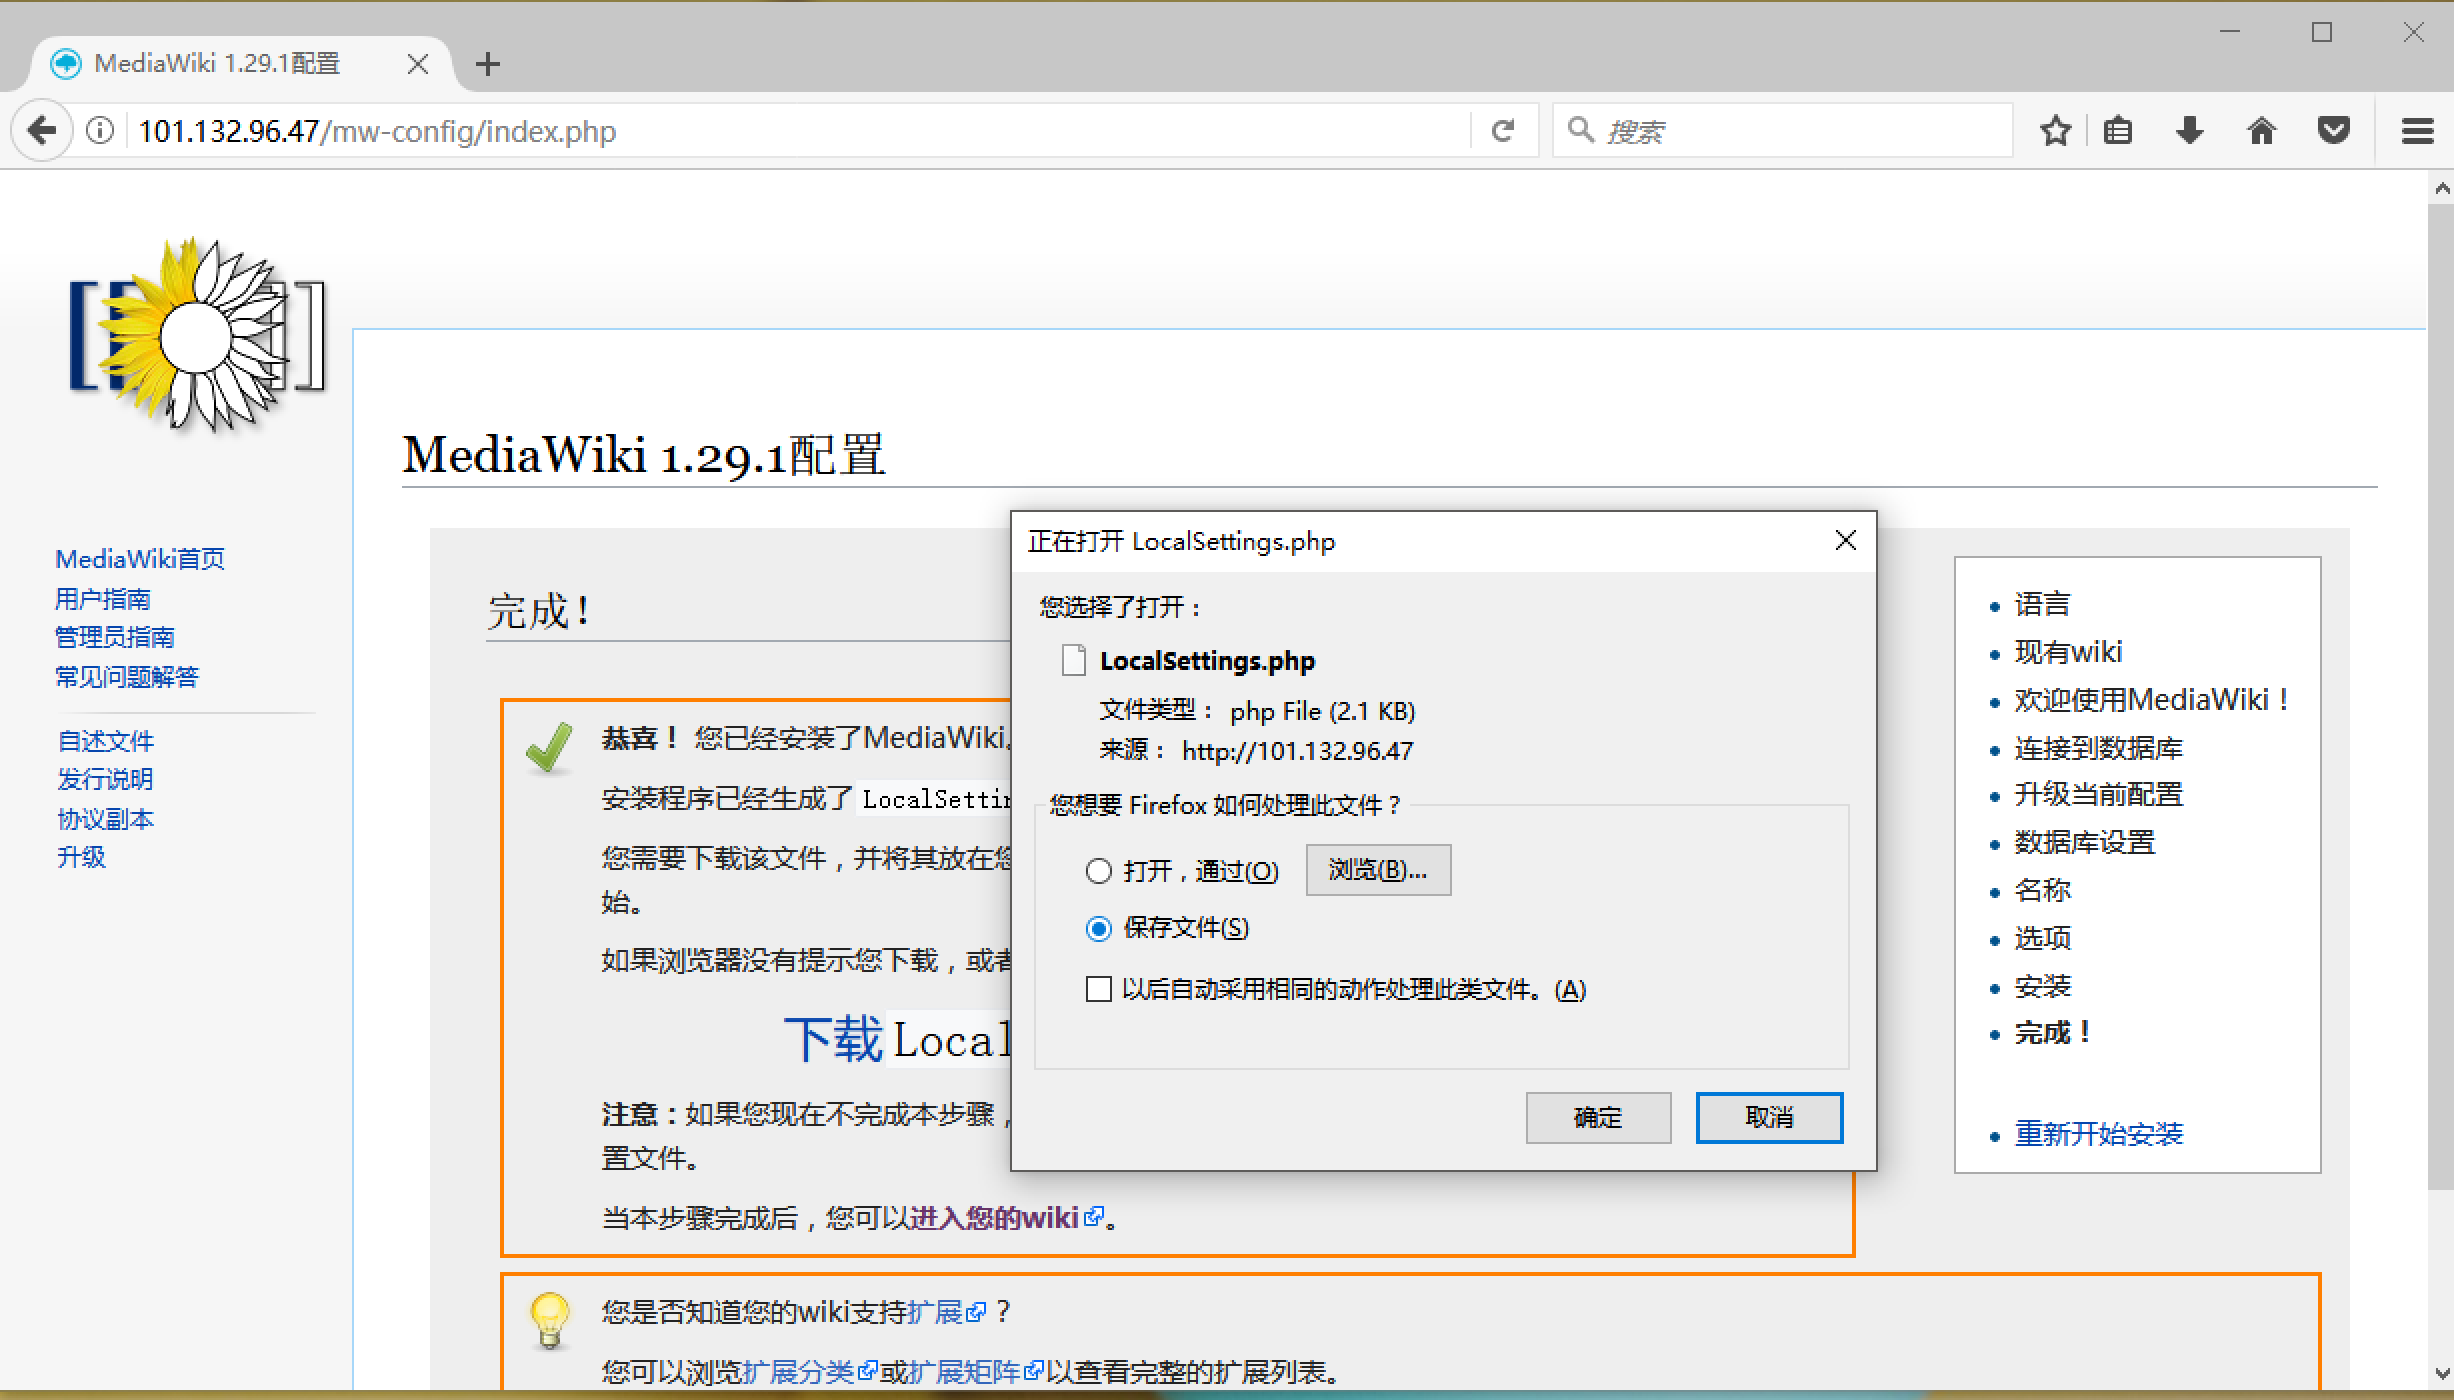 MediaWiki 1.29.1配置
101.132.96.47/mw-config/index.php
搜索
MediaWiki首页
用户指南
管理员指南
常见问题解答
自述文件
发行说明
协议副本
升级
MediaWiki 1.29.1配置
完成！
恭喜！ 您已经安装了MediaWiki。
安装程序已经生成了 LocalSettin
您需要下载该文件，并将其放在您
始。
如果浏览器没有提示您下载，或者
下载 Local
注意：如果您现在不完成本步骤，
置文件。
当本步骤完成后，您可以进入您的wiki。
您是否知道您的wiki支持扩展？
您可以浏览扩展分类或扩展矩阵以查看完整的扩展列表。
正在打开 LocalSettings.php
您选择了打开：
LocalSettings.php
文件类型： php File (2.1 KB)
来源： http://101.132.96.47
您想要 Firefox 如何处理此文件？
打开，通过(O) 浏览(B)...
保存文件(S)
以后自动采用相同的动作处理此类文件。(A)
确定 取消
语言
现有wiki
欢迎使用MediaWiki！
连接到数据库
升级当前配置
数据库设置
名称
选项
安装
完成！
重新开始安装